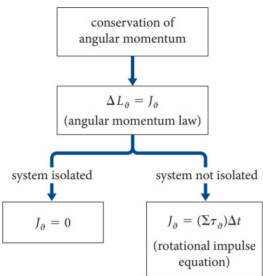 conservation of
angular momentum
ΔL_ϑ = J_ϑ
(angular momentum law)
system isolated
system not isolated
J_ϑ = 0
J_ϑ = (Στ_ϑ)Δt
(rotational impulse
equation)